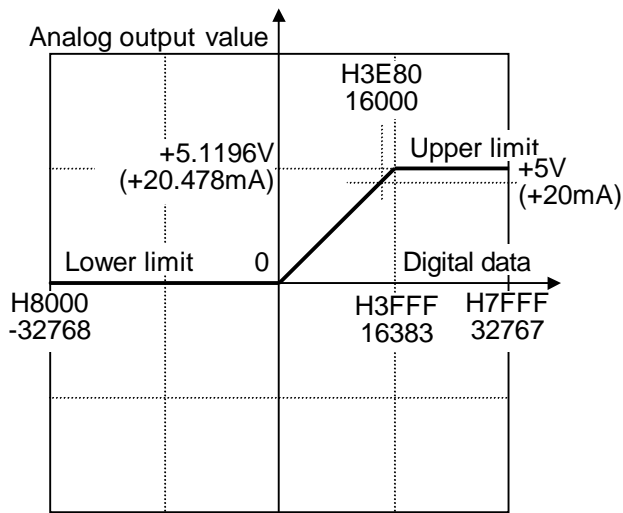 Analog output value
H3E80
16000
+5.1196V
(+20.478mA)
Upper limit
+5V
(+20mA)
Lower limit
0
Digital data
H8000
-32768
H3FFF
16383
H7FFF
32767